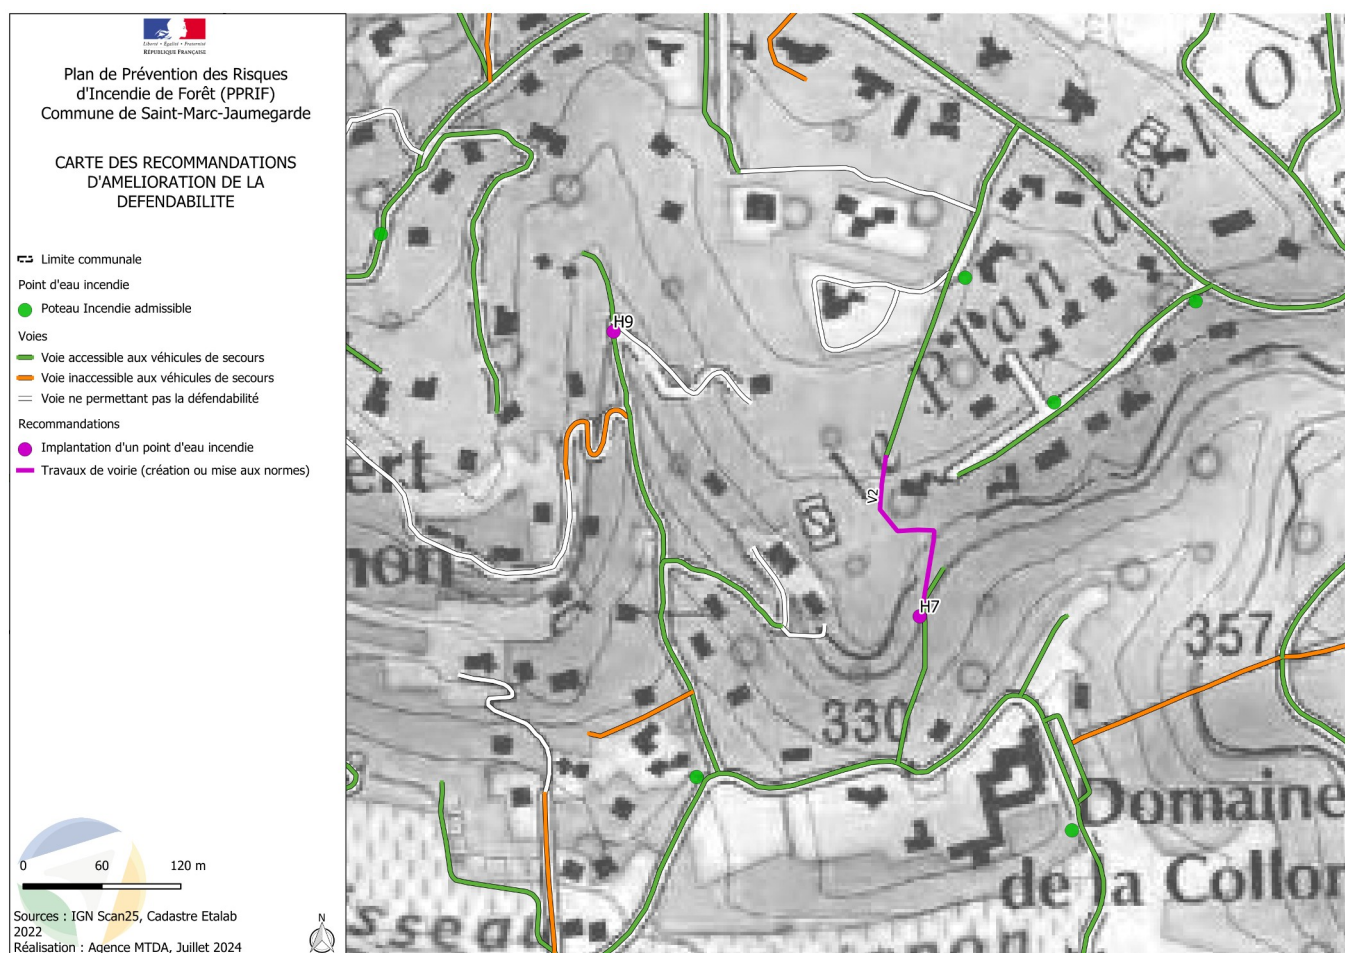 Liberté • Égalité • Fraternité
RÉPUBLIQUE FRANÇAISE
Plan de Prévention des Risques
d'Incendie de Forêt (PPRIF)
Commune de Saint-Marc-Jaumegarde
CARTE DES RECOMMANDATIONS
D'AMELIORATION DE LA
DEFENDABILITE
Limite communale
Point d'eau incendie
Poteau Incendie admissible
Voies
Voie accessible aux véhicules de secours
Voie inaccessible aux véhicules de secours
Voie ne permettant pas la défendabilité
Recommandations
Implantation d'un point d'eau incendie
Travaux de voirie (création ou mise aux normes)
0 60 120 m
Sources : IGN Scan25, Cadastre Etalab
2022
Réalisation : Agence MTDA, Juillet 2024
N
H9
Plan de l
V2
H7
357
330
Domaine
de la Collon